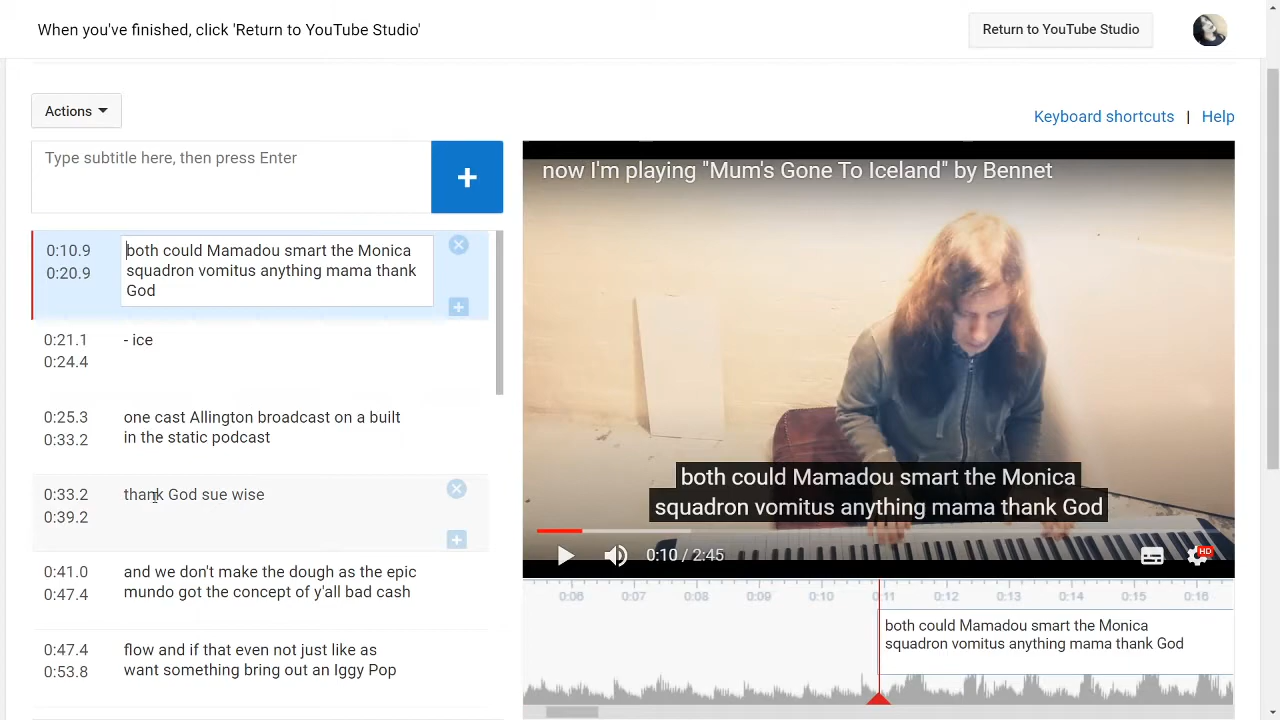 When you've finished, click 'Return to YouTube Studio'
Return to YouTube Studio
Actions
Keyboard shortcuts | Help
Type subtitle here, then press Enter
+
0:10.9
0:20.9
both could Mamadou smart the Monica
squadron vomitus anything mama thank
God
0:21.1
0:24.4
- ice
0:25.3
0:33.2
one cast Allington broadcast on a built
in the static podcast
0:33.2
0:39.2
thank God sue wise
0:41.0
0:47.4
and we don't make the dough as the epic
mundo got the concept of y'all bad cash
0:47.4
0:53.8
flow and if that even not just like as
want something bring out an Iggy Pop
now I'm playing "Mum's Gone To Iceland" by Bennet
both could Mamadou smart the Monica
squadron vomitus anything mama thank God
0:10 / 2:45
HD
0:06 0:07 0:08 0:09 0:10 0:11 0:12 0:13 0:14 0:15 0:16
both could Mamadou smart the Monica
squadron vomitus anything mama thank God